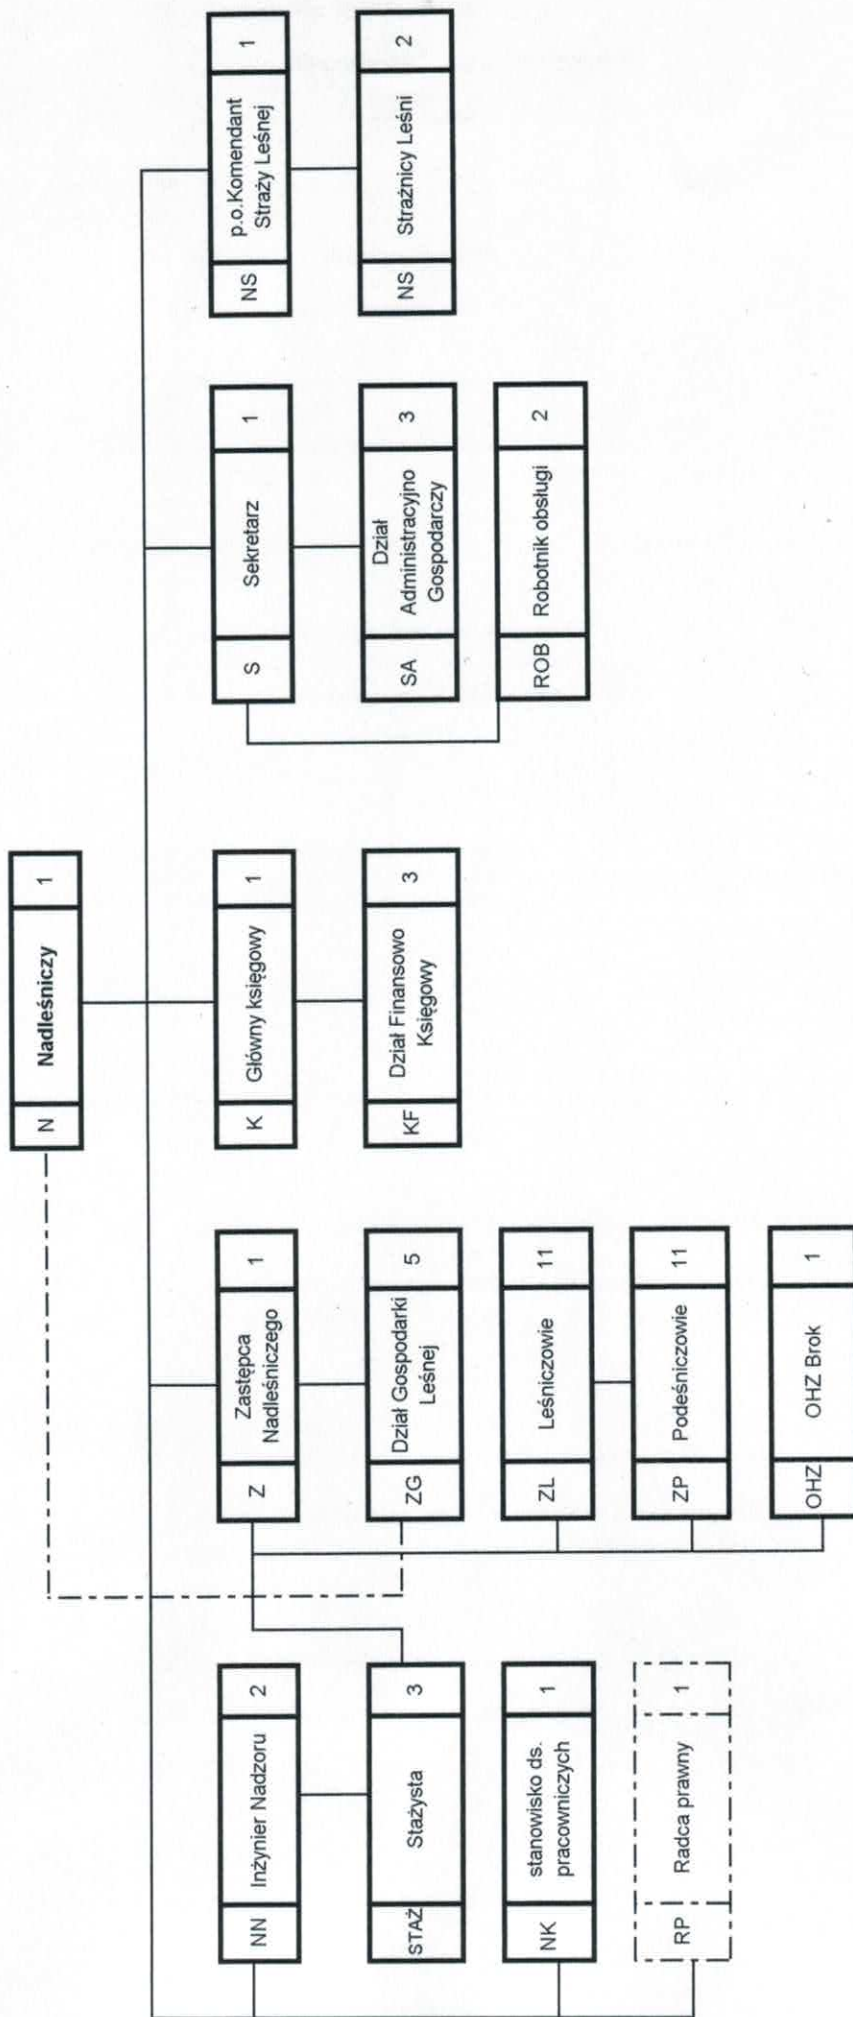 N
Nadleśniczy
1
NN
Inżynier Nadzoru
2
STAŻ
Stażysta
3
NK
stanowisko ds.
pracowniczych
1
RP
Radca prawny
1
Z
Zastępca
Nadleśniczego
1
ZG
Dział Gospodarki
Leśnej
5
ZL
Leśniczowie
11
ZP
Podeśniczowie
11
OHZ
OHZ Brok
1
K
Główny księgowy
1
KF
Dział Finansowo
Księgowy
3
S
Sekretarz
1
SA
Dział
Administracyjno
Gospodarczy
3
ROB
Robotnik obsługi
2
NS
p.o.Komendant
Straży Leśnej
1
NS
Strażnicy Leśni
2